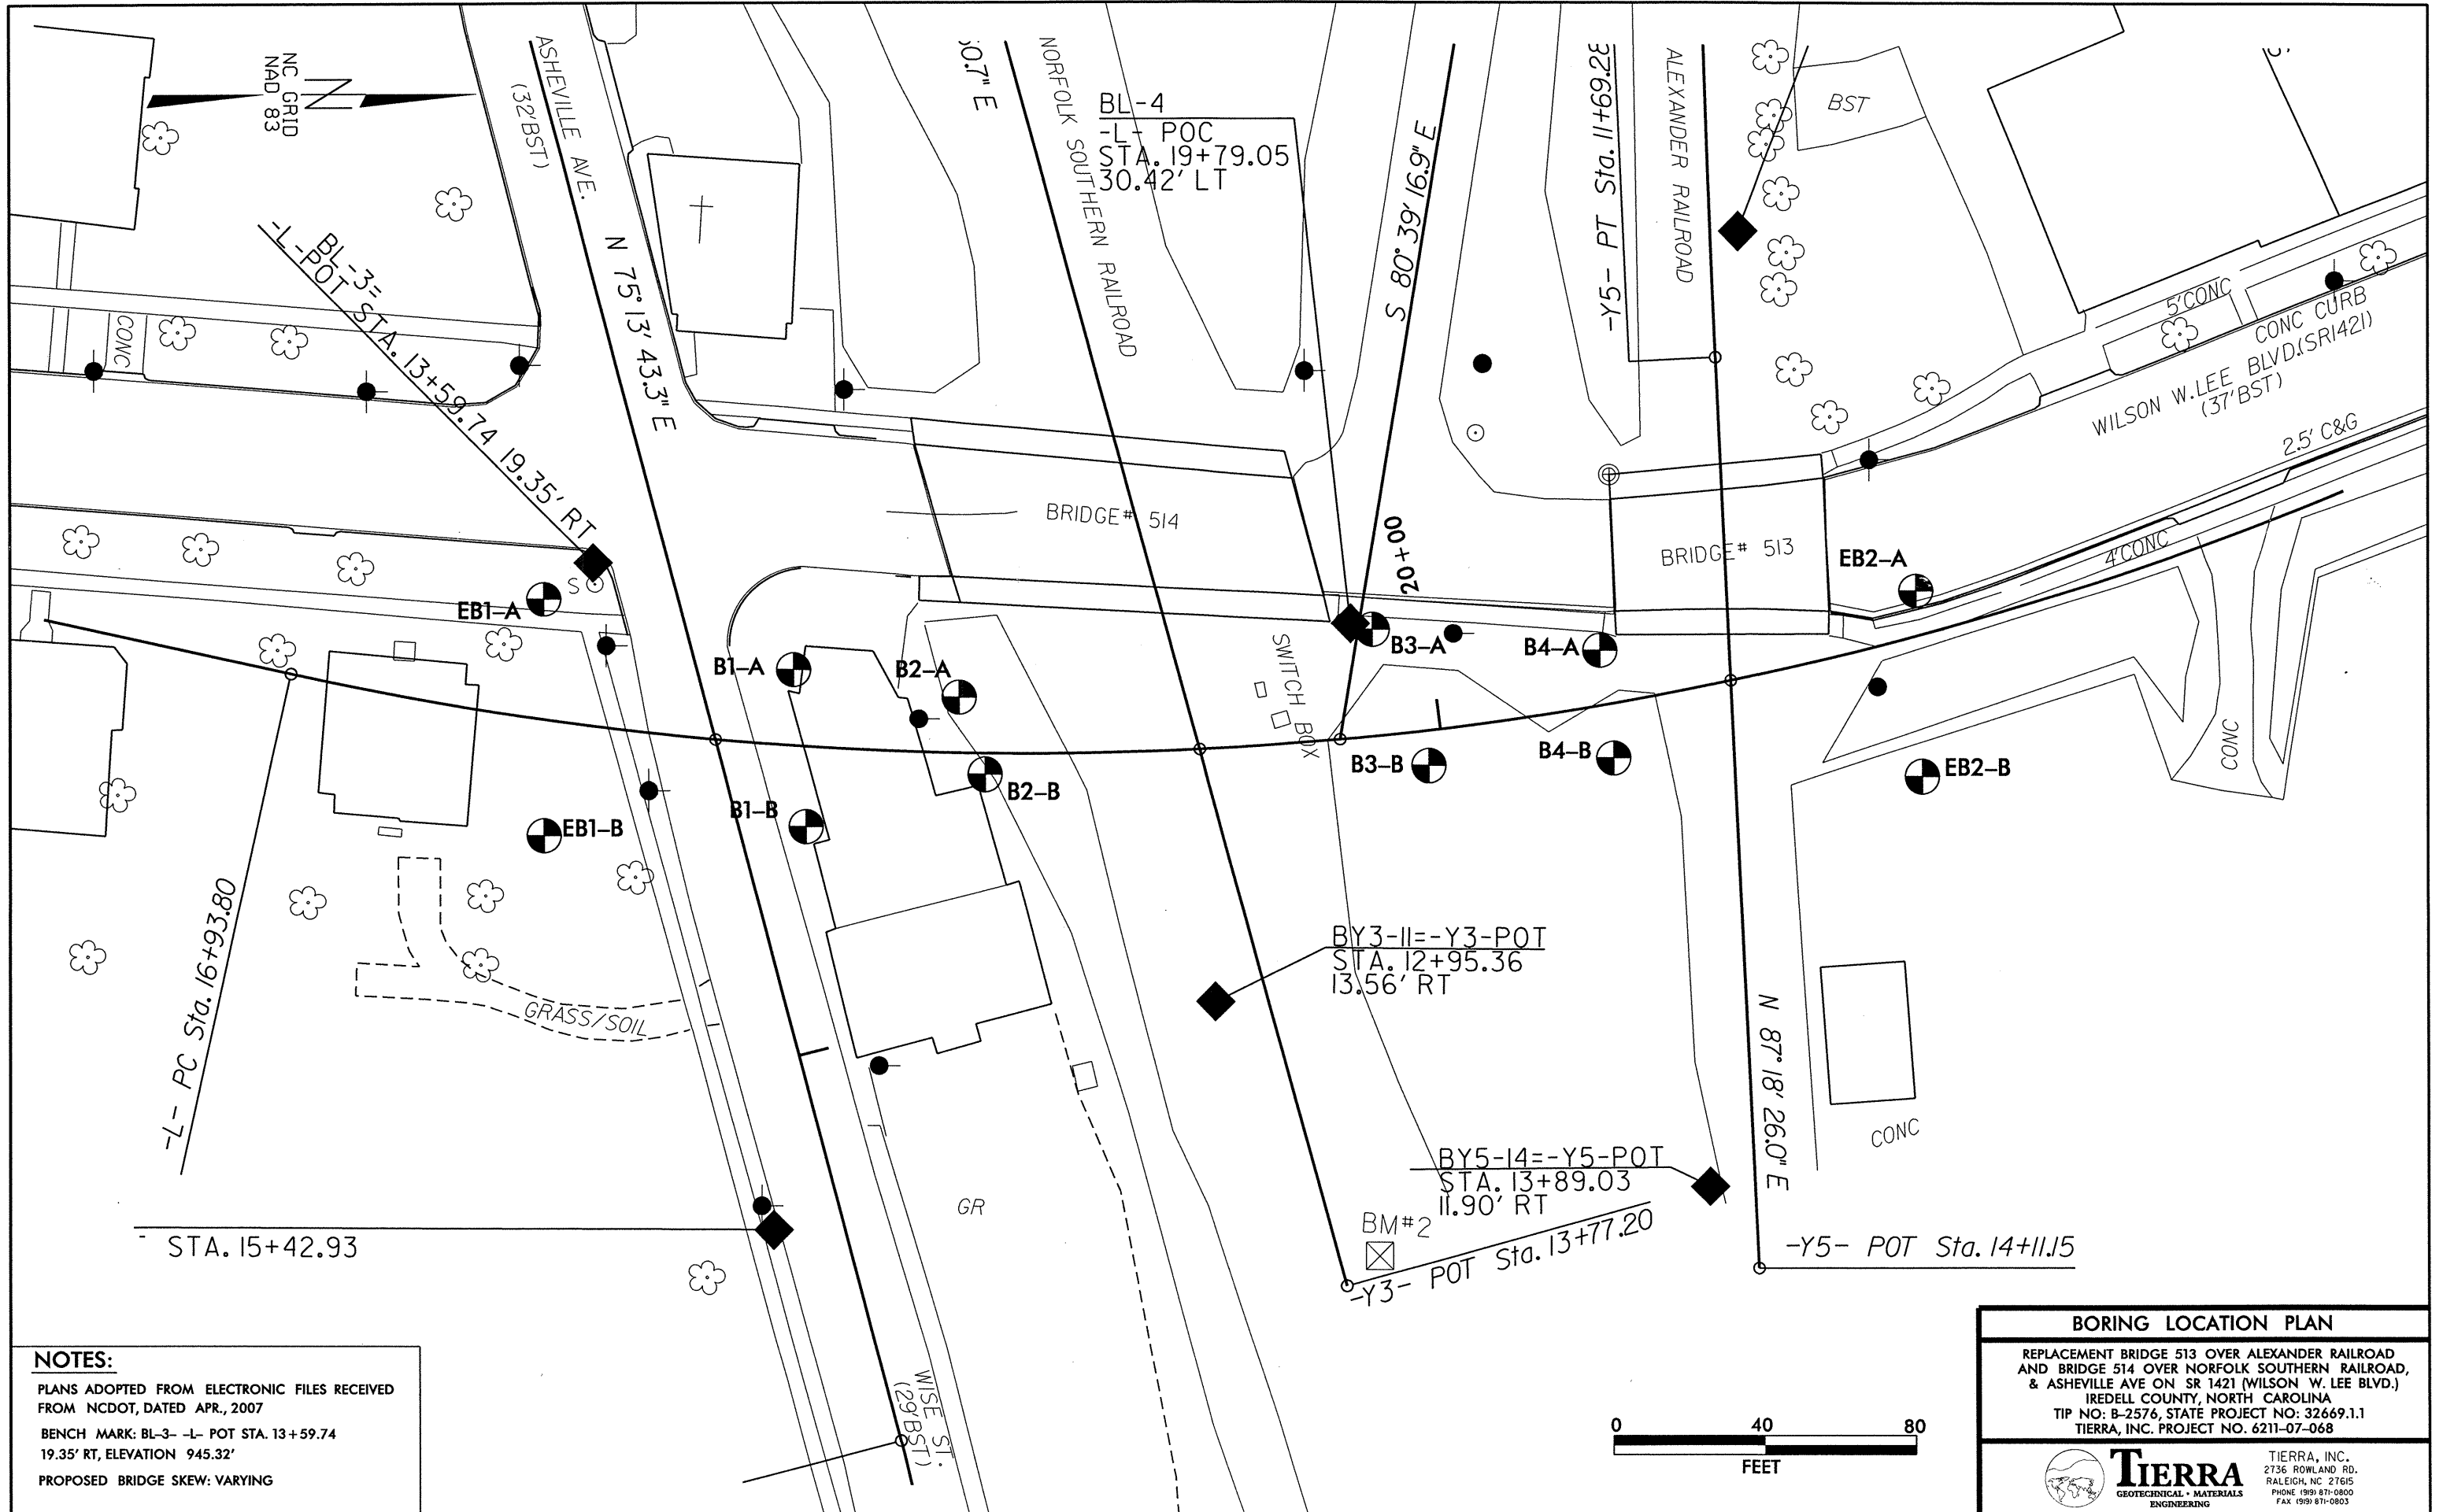 NC GRID
NAD 83
N
ASHEVILLE AVE.
(32'BST)
N 75° 13' 43.3" E
NORFOLK SOUTHERN RAILROAD
BL-4
-L- POC
STA. 19+79.05
30.42' LT
S 80° 39' 16.9" E
-Y5- PT Sta. 11+69.28
ALEXANDER RAILROAD
BST
5'CONC
CONC CURB
WILSON W. LEE BLVD.(SR1421)
(37'BST)
2.5' C&G
4'CONC
CONC
BL-3=
-L-POT STA. 13+59.74 19.35' RT
CONC
BRIDGE# 514
20+00
BRIDGE# 513
EB2-A
S
EB1-A
B1-A
B2-A
B3-A
B4-A
SWITCH BOX
B3-B
B4-B
EB2-B
B2-B
B1-B
EB1-B
-L- PC Sta. 16+93.80
GRASS/SOIL
BY3-11=-Y3-POT
STA. 12+95.36
13.56' RT
N 87° 18' 26.0" E
CONC
BY5-14=-Y5-POT
STA. 13+89.03
11.90' RT
GR
BM#2
-Y3- POT Sta. 13+77.20
-Y5- POT Sta. 14+11.15
STA. 15+42.93
WISE ST.
(29'BST)
NOTES:
PLANS ADOPTED FROM ELECTRONIC FILES RECEIVED
FROM NCDOT, DATED APR., 2007
BENCH MARK: BL-3- -L- POT STA. 13+59.74
19.35' RT, ELEVATION 945.32'
PROPOSED BRIDGE SKEW: VARYING
0 40 80
FEET
BORING LOCATION PLAN
REPLACEMENT BRIDGE 513 OVER ALEXANDER RAILROAD
AND BRIDGE 514 OVER NORFOLK SOUTHERN RAILROAD,
& ASHEVILLE AVE ON SR 1421 (WILSON W. LEE BLVD.)
IREDELL COUNTY, NORTH CAROLINA
TIP NO: B-2576, STATE PROJECT NO: 32669.1.1
TIERRA, INC. PROJECT NO. 6211-07-068
TIERRA
GEOTECHNICAL • MATERIALS
ENGINEERING
TIERRA, INC.
2736 ROWLAND RD.
RALEIGH, NC 27615
PHONE (919) 871-0800
FAX (919) 871-0803